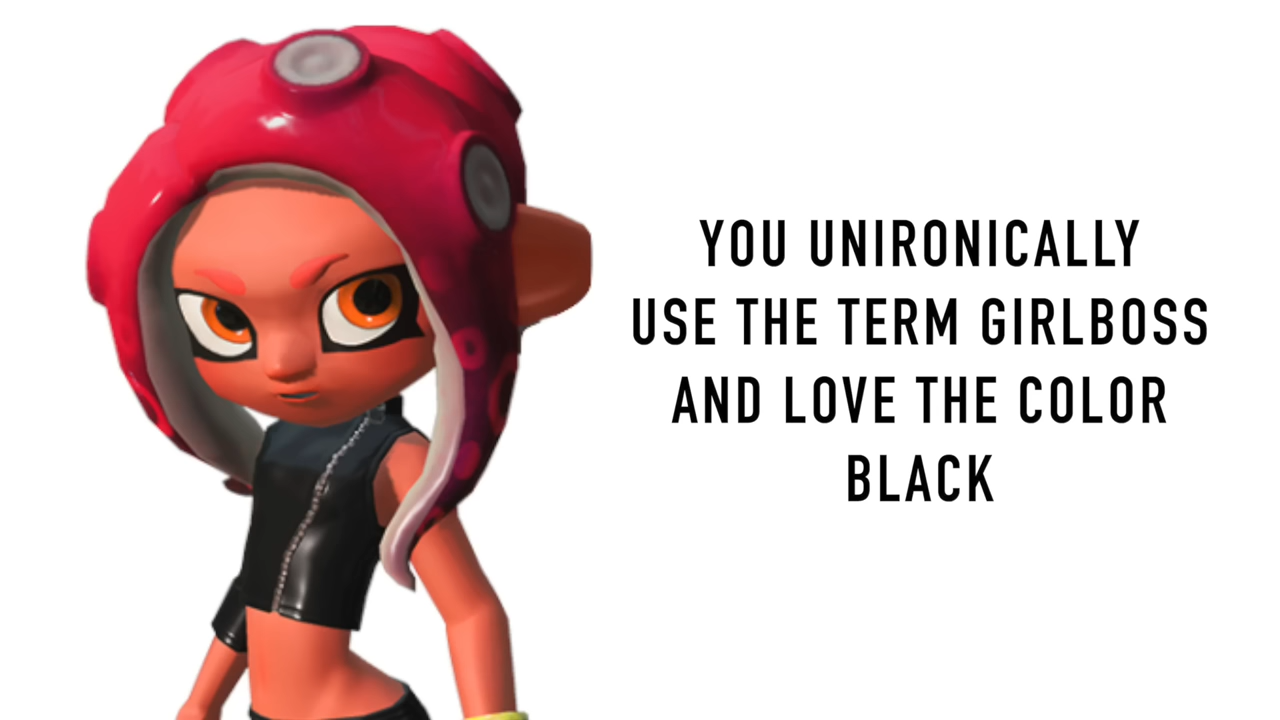 YOU UNIRONICALLY
USE THE TERM GIRLBOSS
AND LOVE THE COLOR
BLACK